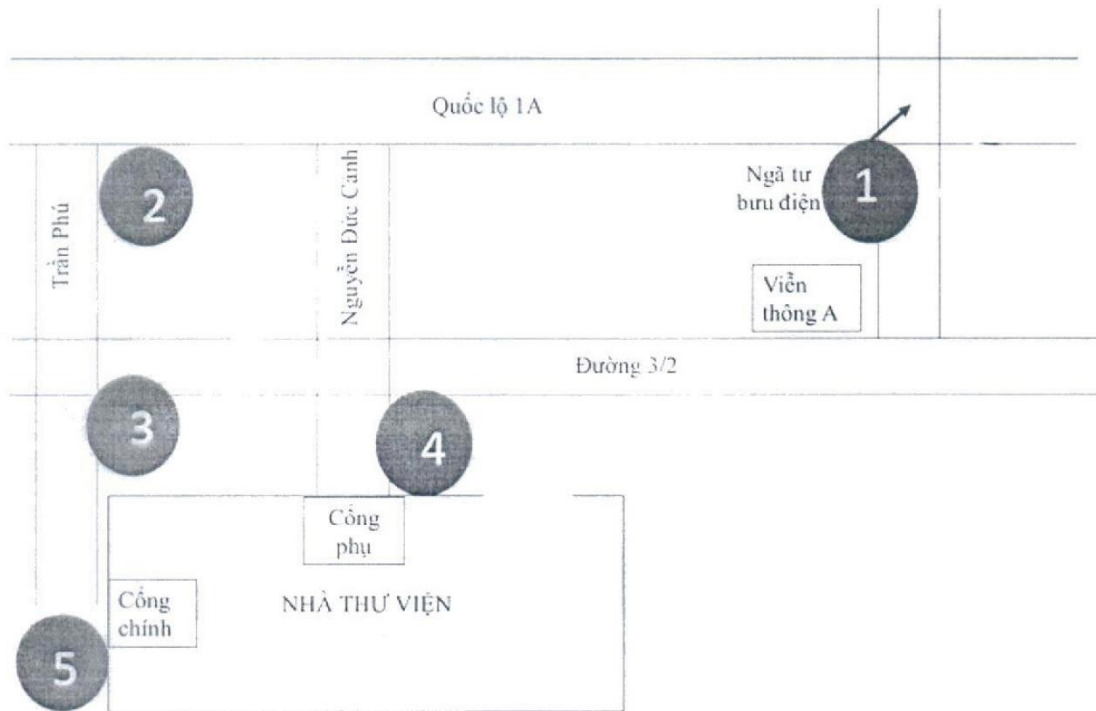 Quốc lộ 1A
Ngã tư
bưu điện
1
2
Trần Phú
Nguyễn Đức Cảnh
Viễn
thông A
Đường 3/2
3
4
Cổng
phụ
NHÀ THƯ VIỆN
Cổng
chính
5